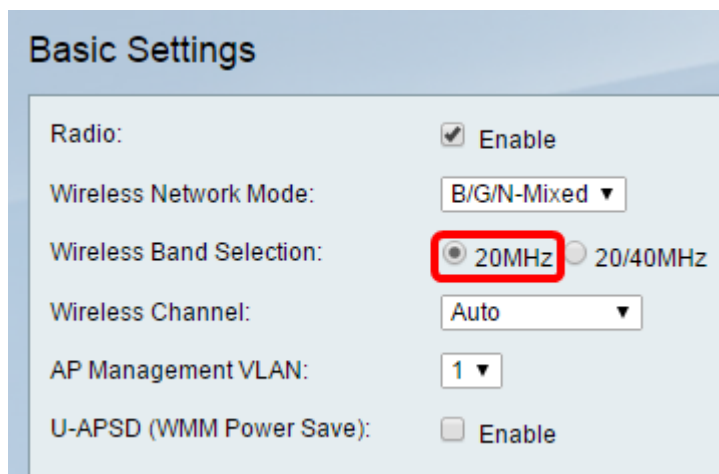 Basic Settings
Radio: Enable
Wireless Network Mode: B/G/N-Mixed
Wireless Band Selection: 20MHz 20/40MHz
Wireless Channel: Auto
AP Management VLAN: 1
U-APSD (WMM Power Save): Enable